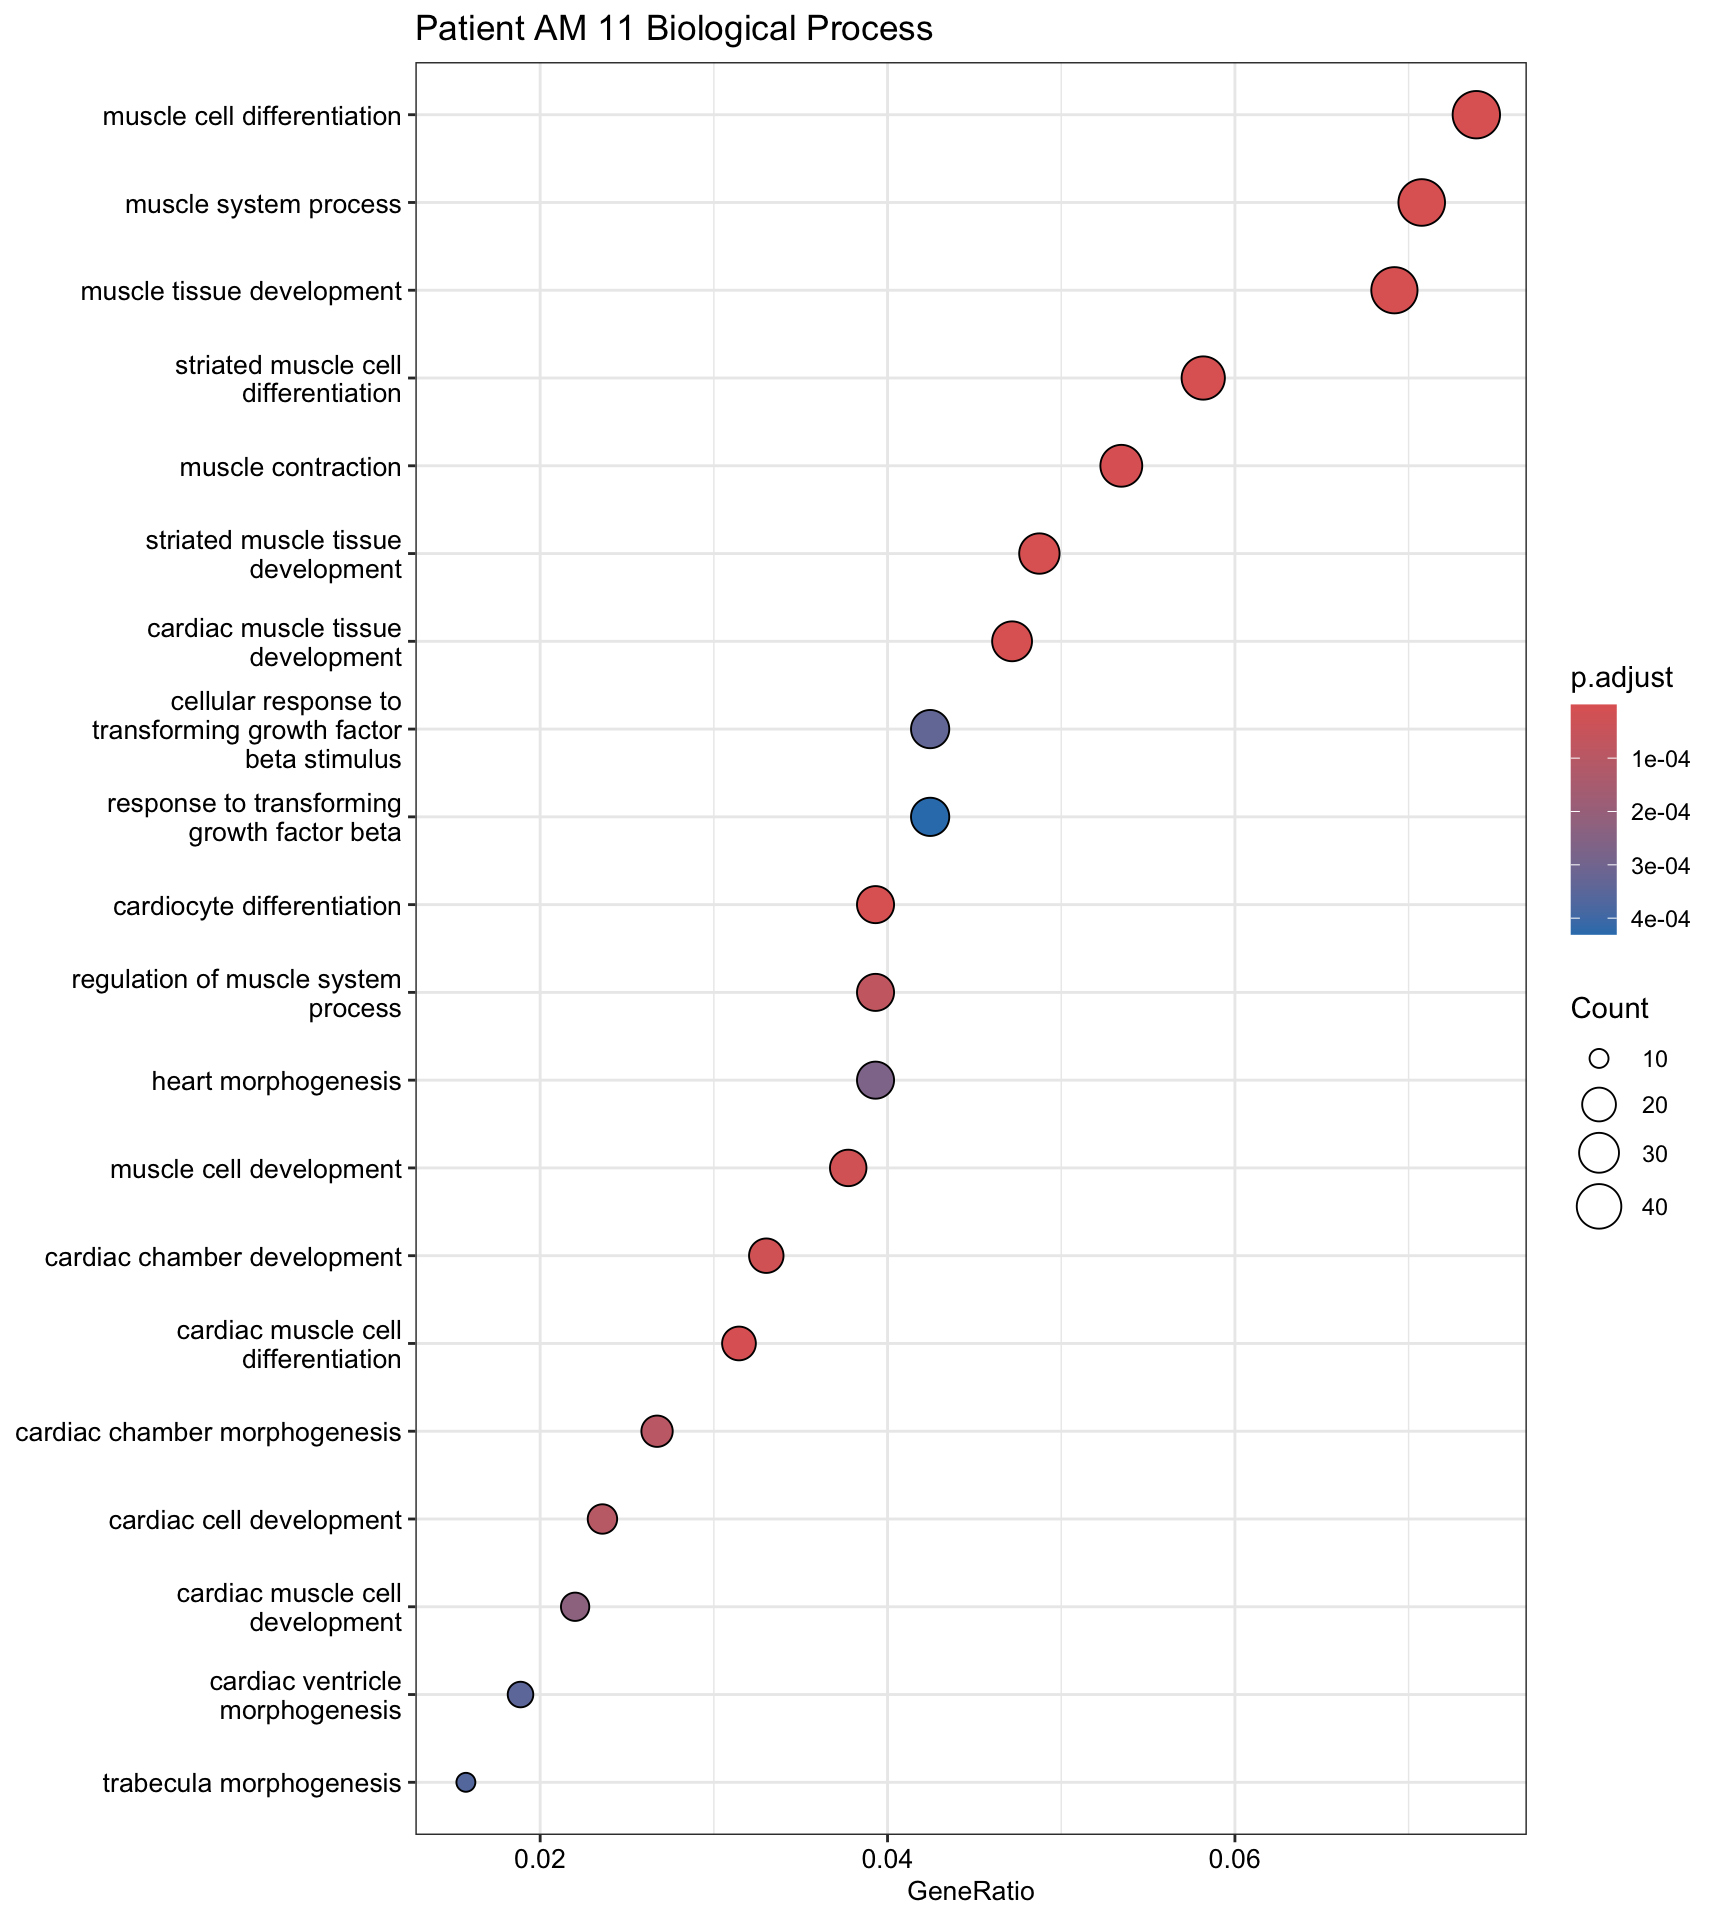 Patient AM 11 Biological Process
muscle cell differentiation
muscle system process
muscle tissue development
striated muscle cell
differentiation
muscle contraction
striated muscle tissue
development
cardiac muscle tissue
development
cellular response to
transforming growth factor
beta stimulus
response to transforming
growth factor beta
cardiocyte differentiation
regulation of muscle system
process
heart morphogenesis
muscle cell development
cardiac chamber development
cardiac muscle cell
differentiation
cardiac chamber morphogenesis
cardiac cell development
cardiac muscle cell
development
cardiac ventricle
morphogenesis
trabecula morphogenesis
0.02
0.04
0.06
GeneRatio
p.adjust
1e-04
2e-04
3e-04
4e-04
Count
10
20
30
40